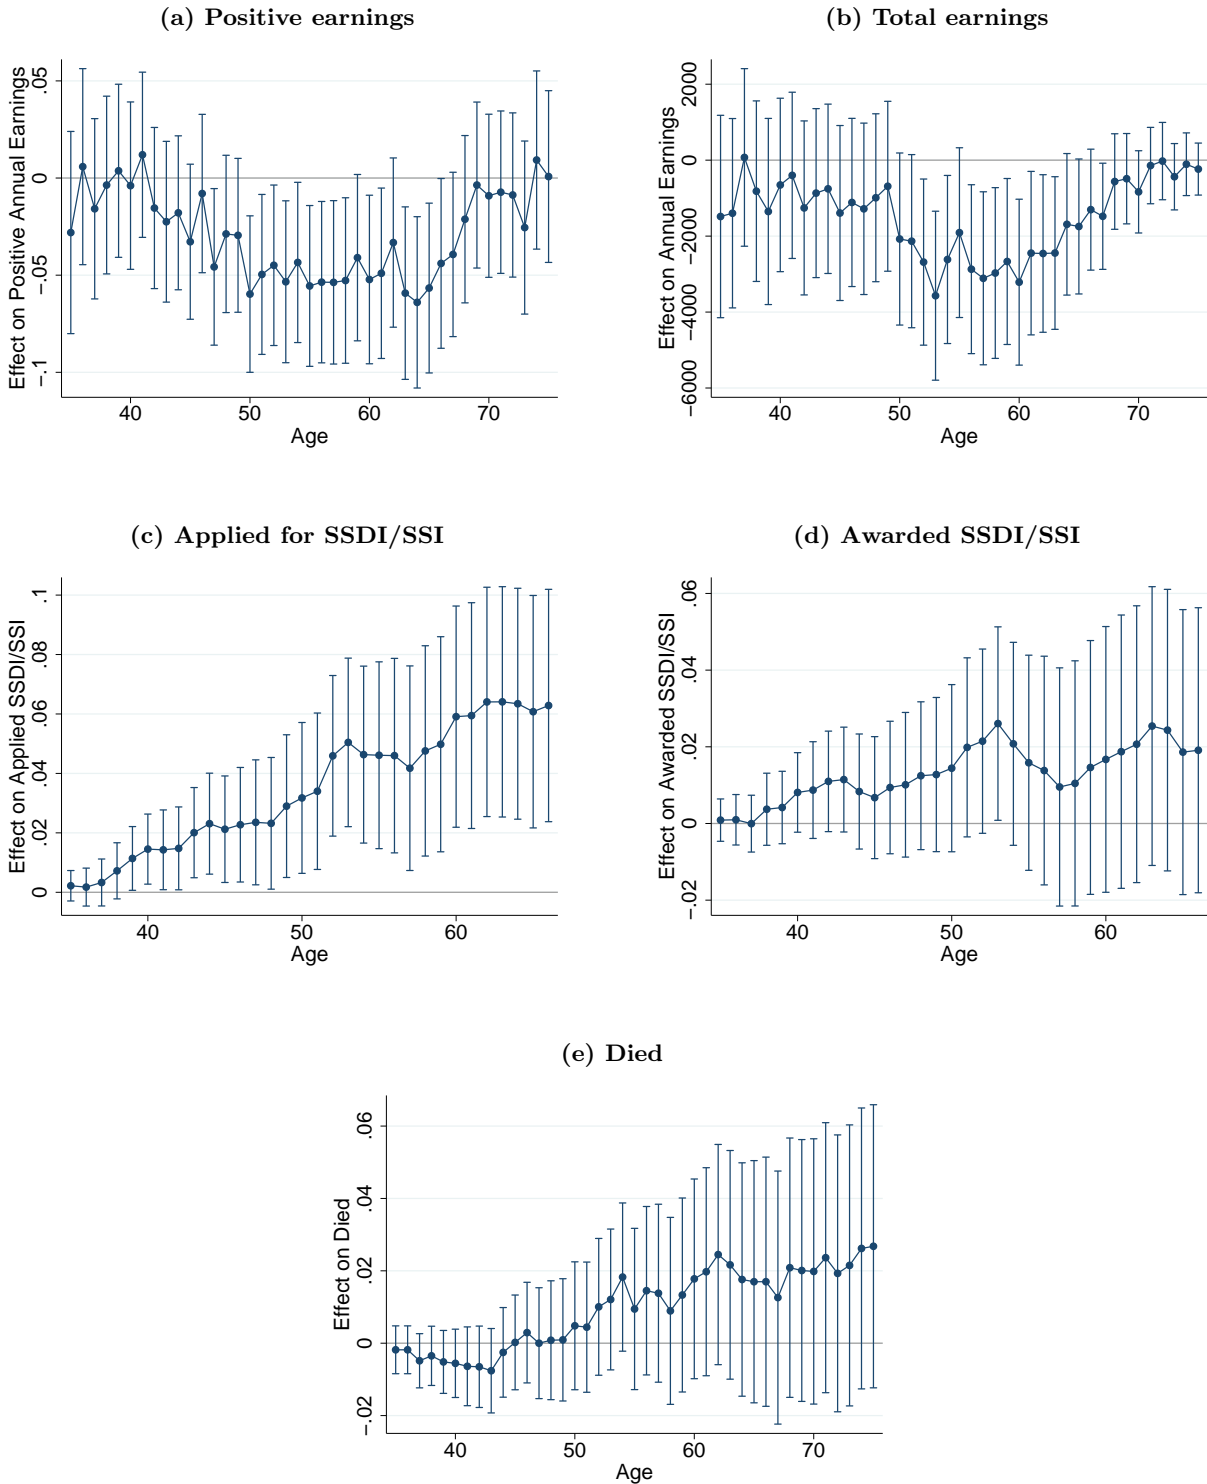 (a) Positive earnings
Effect on Positive Annual Earnings
.05
0
-.05
-.1
40 50 60 70
Age
(b) Total earnings
Effect on Annual Earnings
2000
0
-2000
-4000
-6000
40 50 60 70
Age
(c) Applied for SSDI/SSI
Effect on Applied SSDI/SSI
.1
.08
.06
.04
.02
0
40 50 60
Age
(d) Awarded SSDI/SSI
Effect on Awarded SSDI/SSI
.06
.04
.02
0
-.02
40 50 60
Age
(e) Died
Effect on Died
.06
.04
.02
0
-.02
40 50 60 70
Age